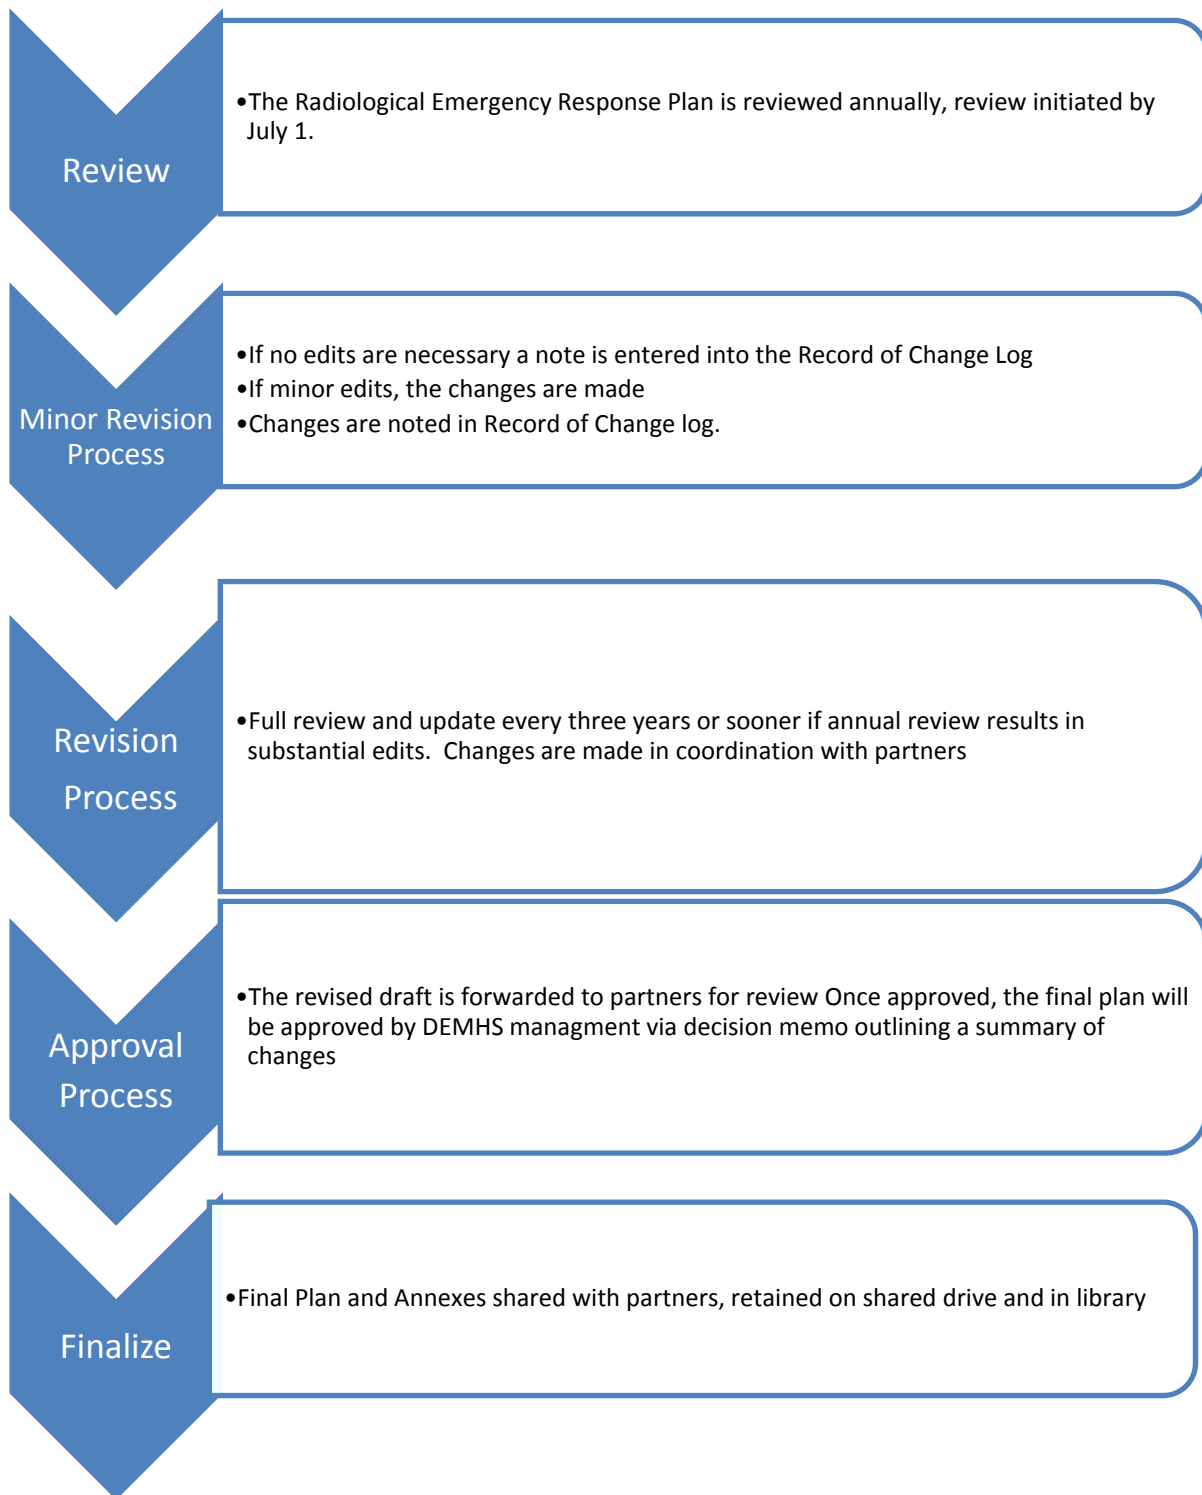 Review
•The Radiological Emergency Response Plan is reviewed annually, review initiated by
July 1.
Minor Revision
Process
•If no edits are necessary a note is entered into the Record of Change Log
•If minor edits, the changes are made
•Changes are noted in Record of Change log.
Revision
Process
•Full review and update every three years or sooner if annual review results in
substantial edits.  Changes are made in coordination with partners
Approval
Process
•The revised draft is forwarded to partners for review Once approved, the final plan will
be approved by DEMHS managment via decision memo outlining a summary of
changes
Finalize
•Final Plan and Annexes shared with partners, retained on shared drive and in library